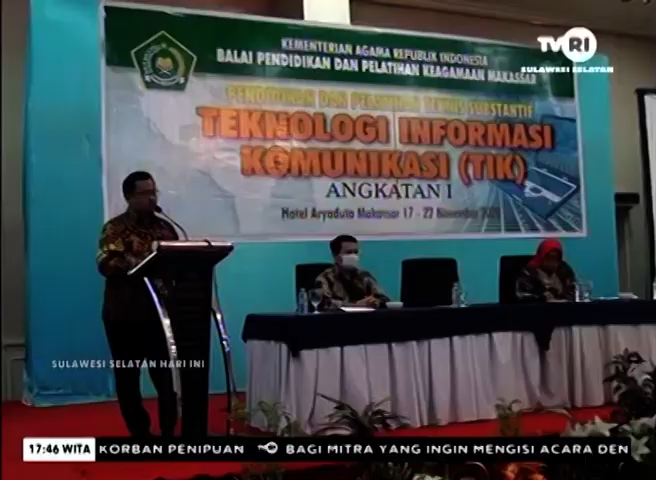 KEMENTERIAN AGAMA REPUBLIK INDONESIA
BALAI PENDIDIKAN DAN PELATIHAN KEAGAMAAN MAKASSAR
TVRI
SULAWESI SELATAN
PENDIDIKAN DAN PELATIHAN TEKNIS SUBSTANTIF
TEKNOLOGI INFORMASI
KOMUNIKASI (TIK)
ANGKATAN I
Hotel Aryaduta Makassar 17 - 22 November
SULAWESI SELATAN HARI INI
17:46 WITA KORBAN PENIPUAN BAGI MITRA YANG INGIN MENGISI ACARA DEN